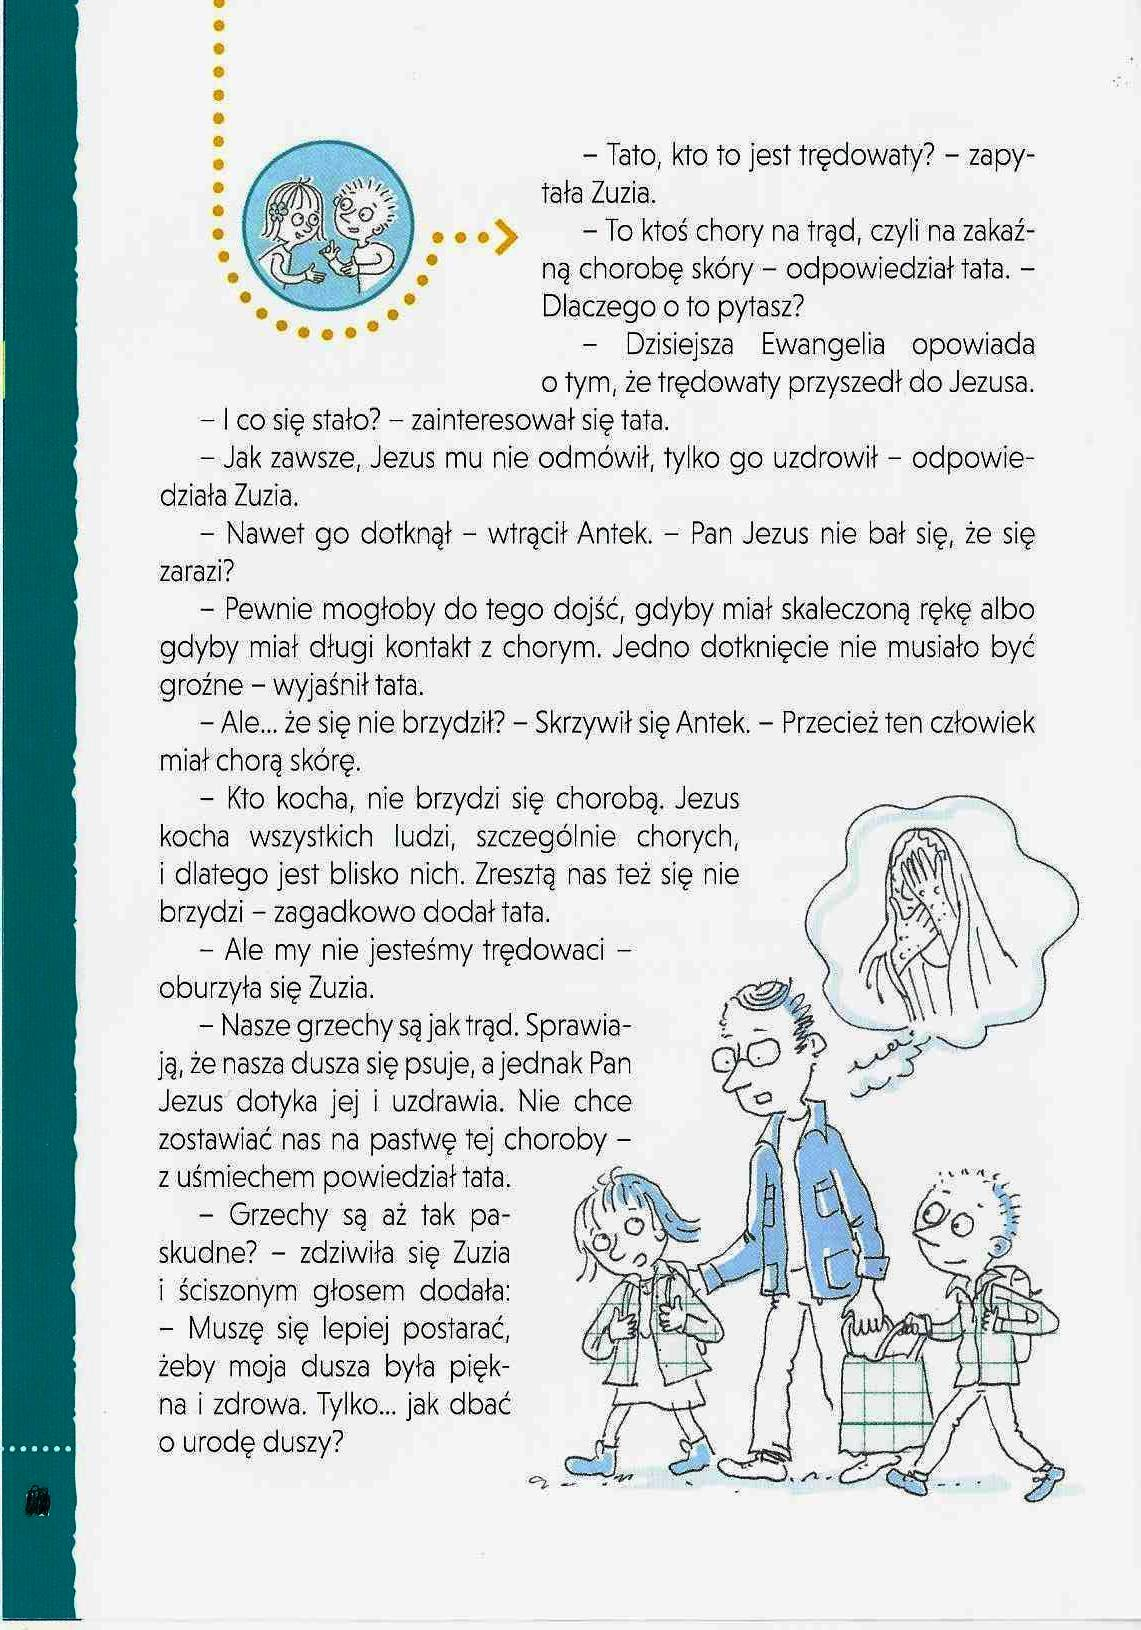 – Tato, kto to jest trędowaty? – zapy-
tała Zuzia.
– To ktoś chory na trąd, czyli na zakaź-
ną chorobę skóry – odpowiedział tata. –
Dlaczego o to pytasz?
– Dzisiejsza Ewangelia opowiada
o tym, że trędowaty przyszedł do Jezusa.
– I co się stało? – zainteresował się tata.
– Jak zawsze, Jezus mu nie odmówił, tylko go uzdrowił – odpowie-
działa Zuzia.
– Nawet go dotknął – wtrącił Antek. – Pan Jezus nie bał się, że się
zarazi?
– Pewnie mogłoby do tego dojść, gdyby miał skaleczoną rękę albo
gdyby miał długi kontakt z chorym. Jedno dotknięcie nie musiało być
groźne – wyjaśnił tata.
– Ale... że się nie brzydził? – Skrzywił się Antek. – Przecież ten człowiek
miał chorą skórę.
– Kto kocha, nie brzydzi się chorobą. Jezus
kocha wszystkich ludzi, szczególnie chorych,
i dlatego jest blisko nich. Zresztą nas też się nie
brzydzi – zagadkowo dodał tata.
– Ale my nie jesteśmy trędowaci –
oburzyła się Zuzia.
– Nasze grzechy są jak trąd. Sprawia-
ją, że nasza dusza się psuje, a jednak Pan
Jezus dotyka jej i uzdrawia. Nie chce
zostawiać nas na pastwę tej choroby –
z uśmiechem powiedział tata.
– Grzechy są aż tak pa-
skudne? – zdziwiła się Zuzia
i ściszonym głosem dodała:
– Muszę się lepiej postarać,
żeby moja dusza była pięk-
na i zdrowa. Tylko... jak dbać
o urodę duszy?